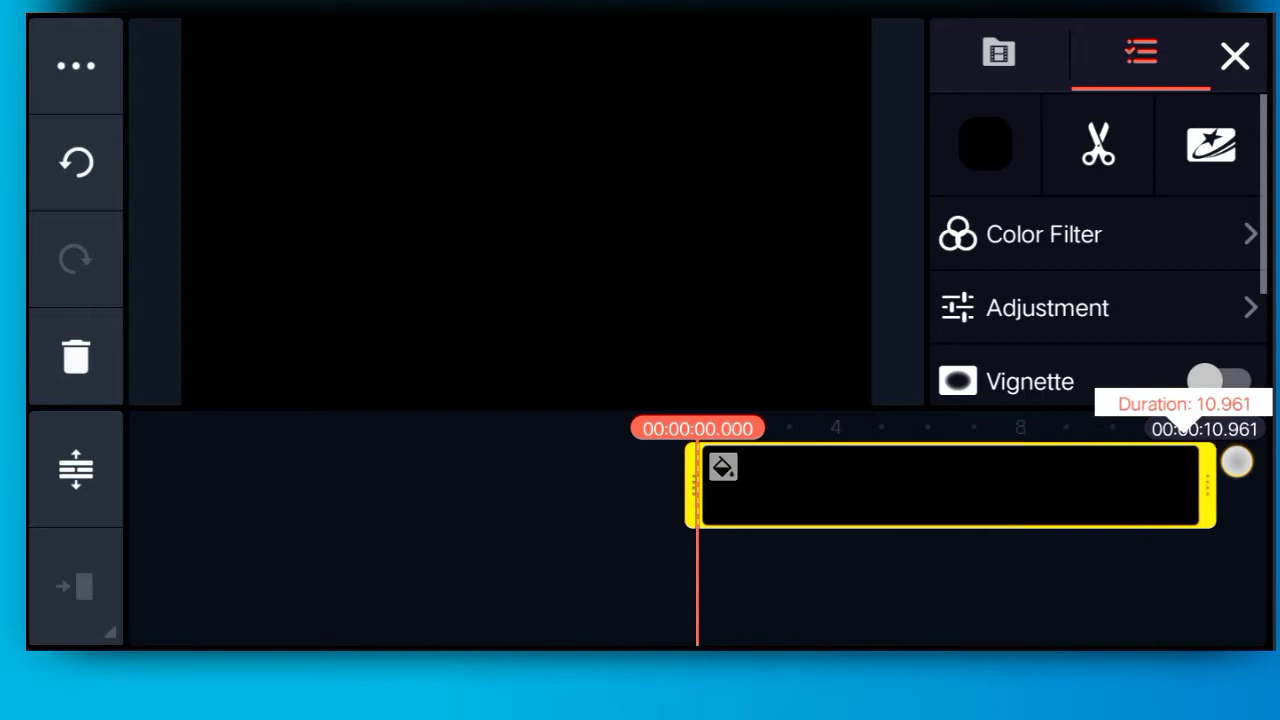 Color Filter
Adjustment
Vignette
Duration: 10.961
00:00:00.000
4
8
00:00:10.961